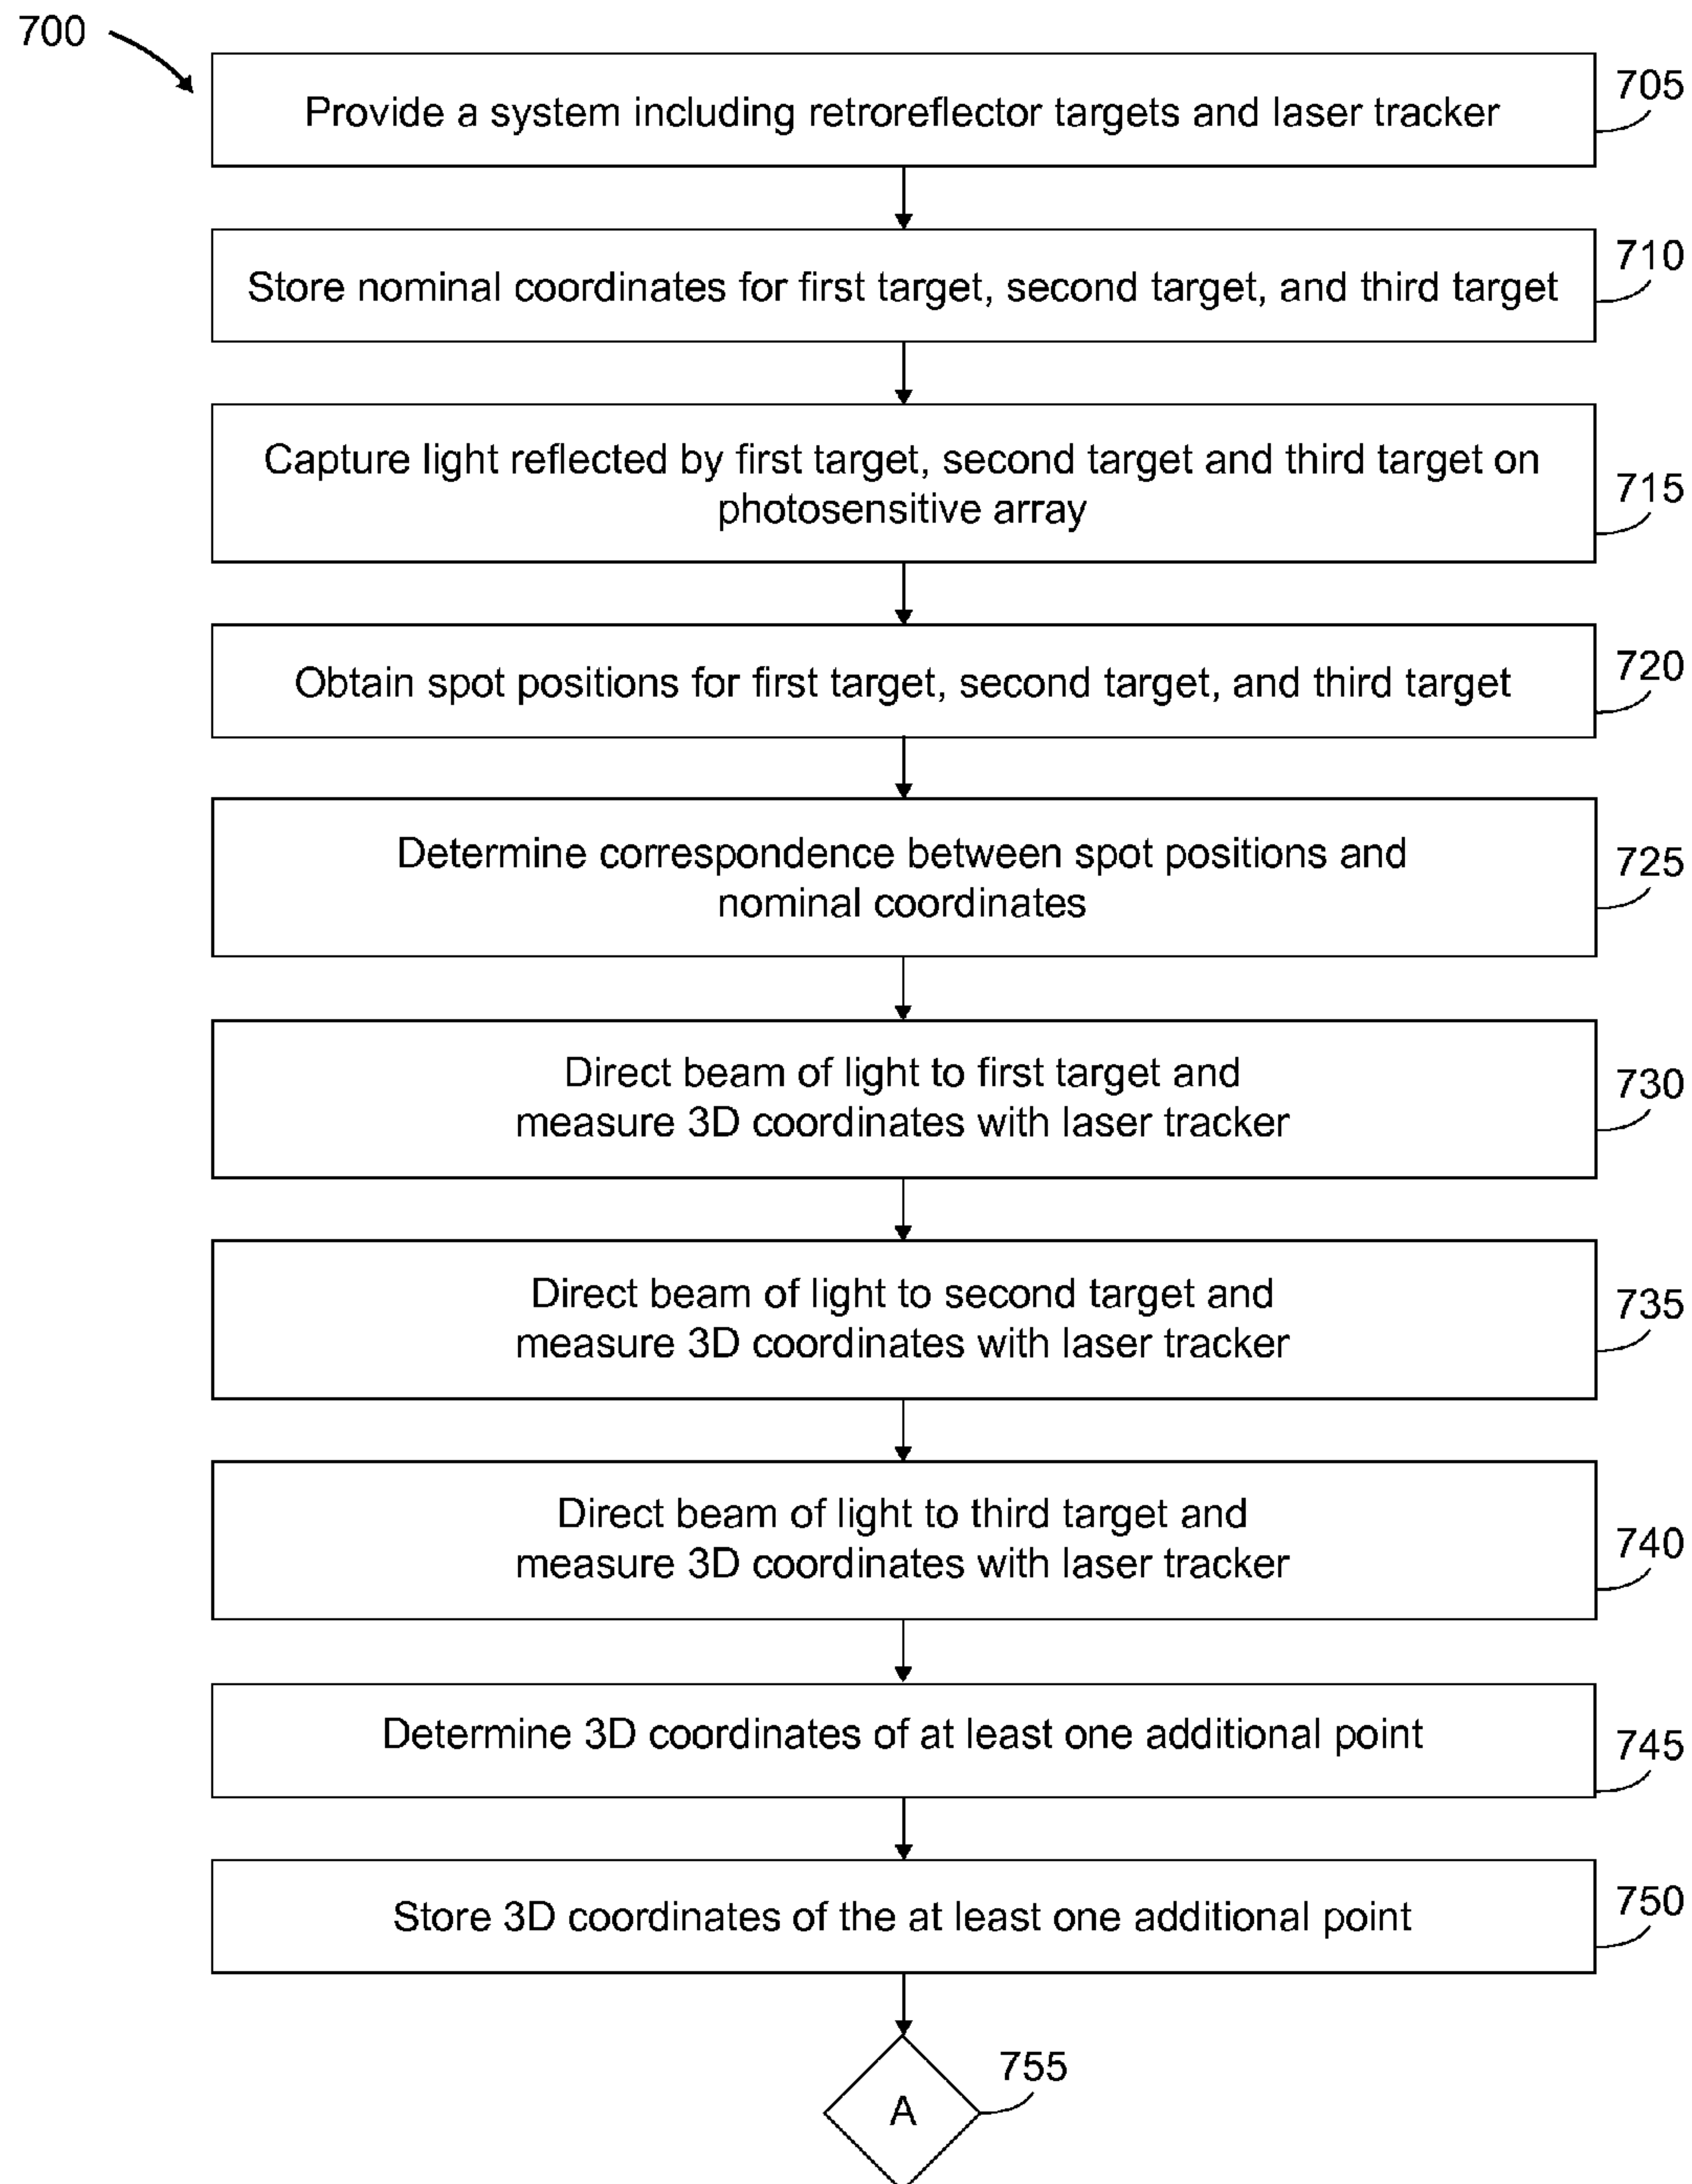 700
Provide a system including retroreflector targets and laser tracker
705
Store nominal coordinates for first target, second target, and third target
710
Capture light reflected by first target, second target and third target on
photosensitive array
715
Obtain spot positions for first target, second target, and third target
720
Determine correspondence between spot positions and
nominal coordinates
725
Direct beam of light to first target and
measure 3D coordinates with laser tracker
730
Direct beam of light to second target and
measure 3D coordinates with laser tracker
735
Direct beam of light to third target and
measure 3D coordinates with laser tracker
740
Determine 3D coordinates of at least one additional point
745
Store 3D coordinates of the at least one additional point
750
A
755